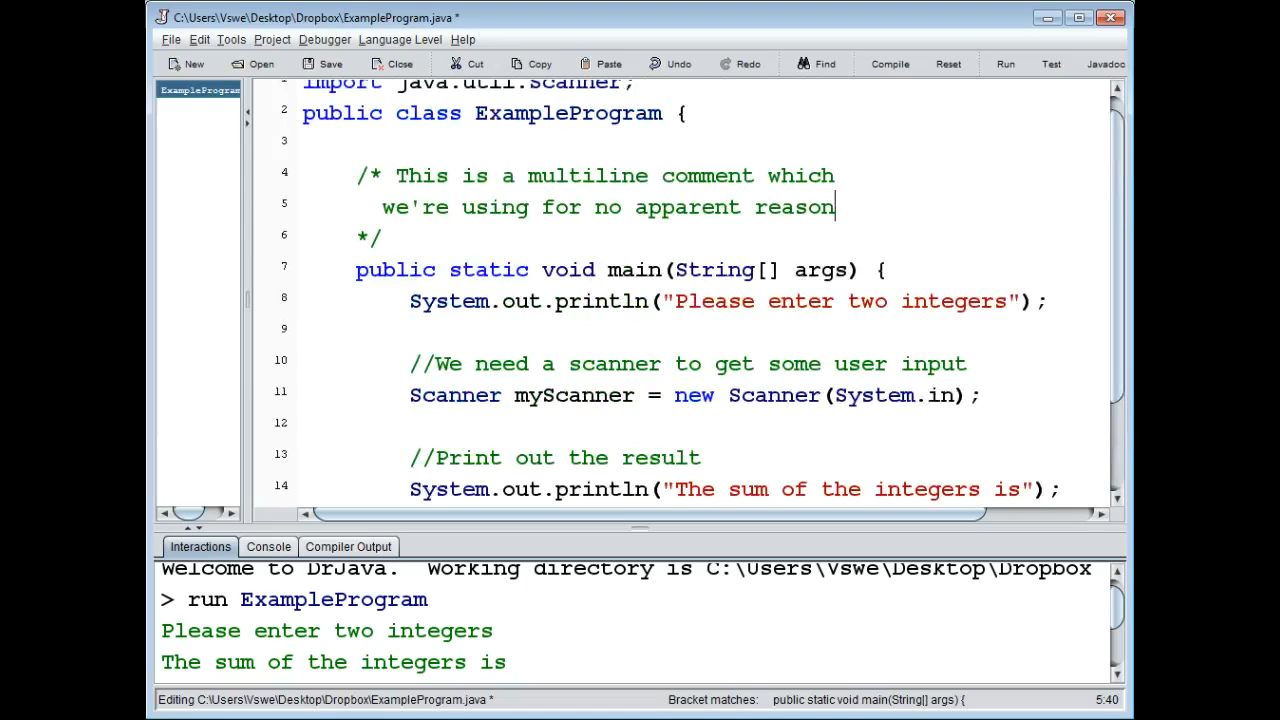 C:\Users\Vswe\Desktop\Dropbox\ExampleProgram.java *
File Edit Tools Project Debugger Language Level Help
New Open Save Close Cut Copy Paste Undo Redo Find Compile Reset Run Test Javadoc
ExampleProgram
1 import java.util.Scanner;
2 public class ExampleProgram {
3
4 /* This is a multiline comment which
5 we're using for no apparent reason
6 */
7 public static void main(String[] args) {
8 System.out.println("Please enter two integers");
9
10 //We need a scanner to get some user input
11 Scanner myScanner = new Scanner(System.in);
12
13 //Print out the result
14 System.out.println("The sum of the integers is");
Interactions Console Compiler Output
Welcome to DrJava. Working directory is C:\Users\Vswe\Desktop\Dropbox
> run ExampleProgram
Please enter two integers
The sum of the integers is
Editing C:\Users\Vswe\Desktop\Dropbox\ExampleProgram.java * Bracket matches: public static void main(String[] args) { 5:40